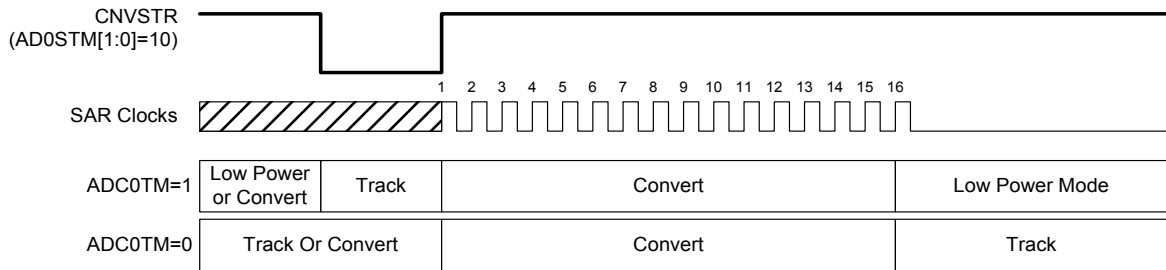 CNVSTR
(AD0STM[1:0]=10)
1 2 3 4 5 6 7 8 9 10 11 12 13 14 15 16
SAR Clocks
ADC0TM=1
Low Power
or Convert
Track
Convert
Low Power Mode
ADC0TM=0
Track Or Convert
Convert
Track